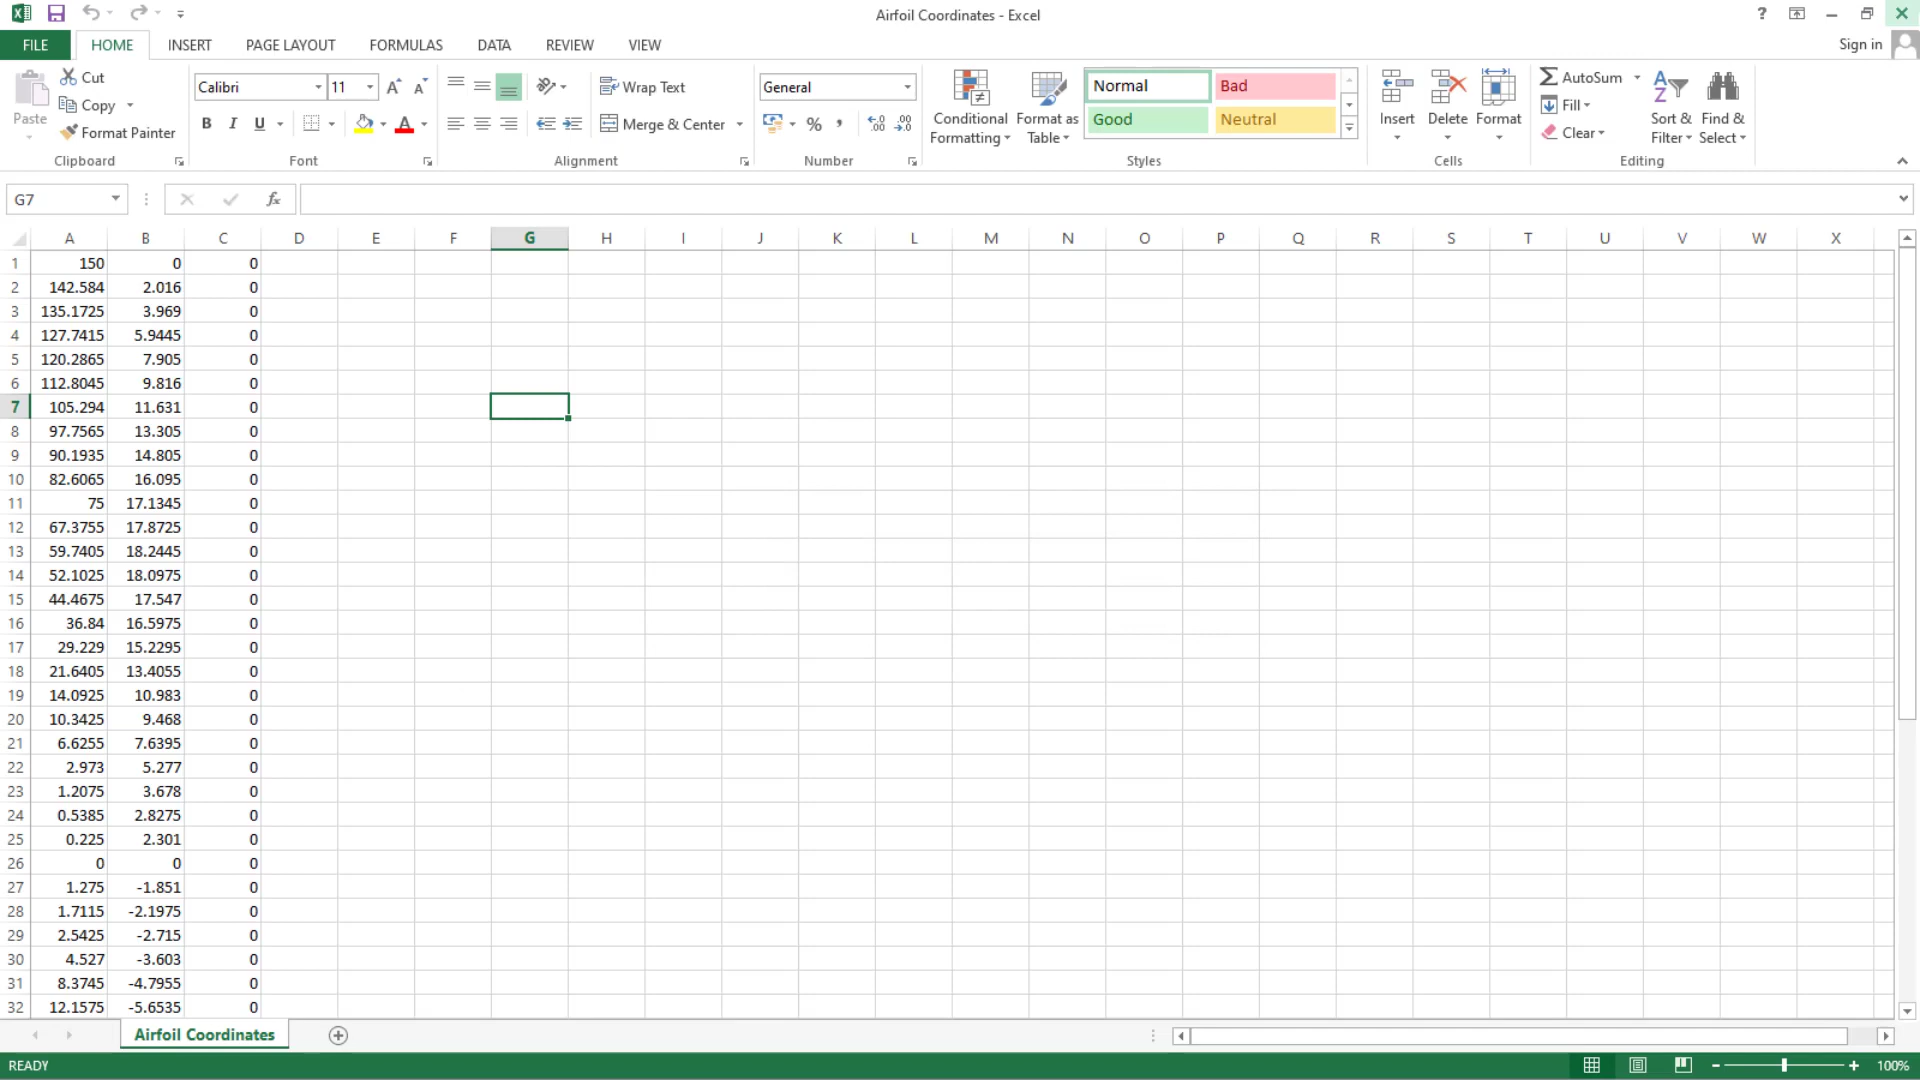 Airfoil Coordinates - Excel
?
FILE HOME INSERT PAGE LAYOUT FORMULAS DATA REVIEW VIEW
Sign in
Paste
Cut
Copy
Format Painter
Clipboard
Calibri 11
B I U
Font
Wrap Text
Merge & Center
Alignment
General
%
Number
Conditional Formatting
Format as Table
Normal Bad
Good Neutral
Styles
Insert Delete Format
Cells
AutoSum
Fill
Clear
Sort & Filter
Find & Select
Editing
G7
fx
A B C D E F G H I J K L M N O P Q R S T U V W X
1 150 0 0
2 142.584 2.016 0
3 135.1725 3.969 0
4 127.7415 5.9445 0
5 120.2865 7.905 0
6 112.8045 9.816 0
7 105.294 11.631 0
8 97.7565 13.305 0
9 90.1935 14.805 0
10 82.6065 16.095 0
11 75 17.1345 0
12 67.3755 17.8725 0
13 59.7405 18.2445 0
14 52.1025 18.0975 0
15 44.4675 17.547 0
16 36.84 16.5975 0
17 29.229 15.2295 0
18 21.6405 13.4055 0
19 14.0925 10.983 0
20 10.3425 9.468 0
21 6.6255 7.6395 0
22 2.973 5.277 0
23 1.2075 3.678 0
24 0.5385 2.8275 0
25 0.225 2.301 0
26 0 0 0
27 1.275 -1.851 0
28 1.7115 -2.1975 0
29 2.5425 -2.715 0
30 4.527 -3.603 0
31 8.3745 -4.7955 0
32 12.1575 -5.6535 0
Airfoil Coordinates
READY
100%